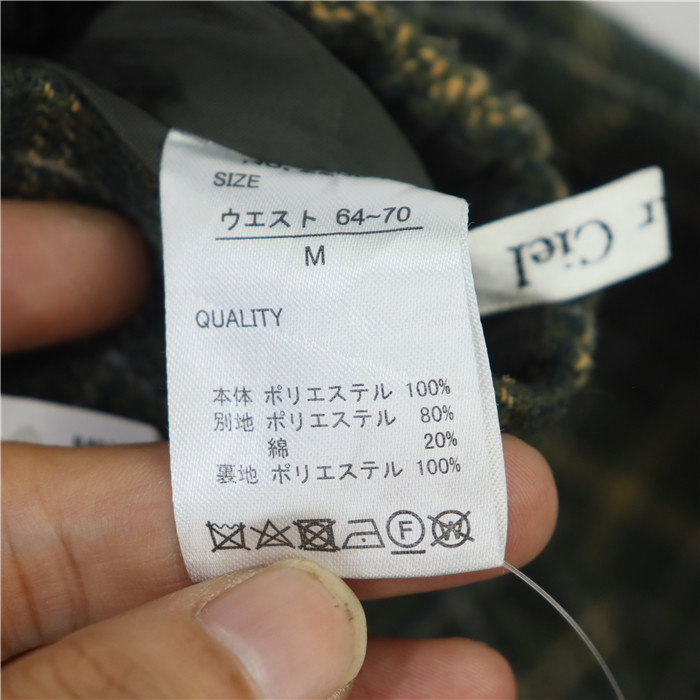 SIZE
ウエスト 64~70
M
QUALITY
本体 ポリエステル 100%
別地 ポリエステル 80%
綿 20%
裏地 ポリエステル 100%
F
W
r Ciel